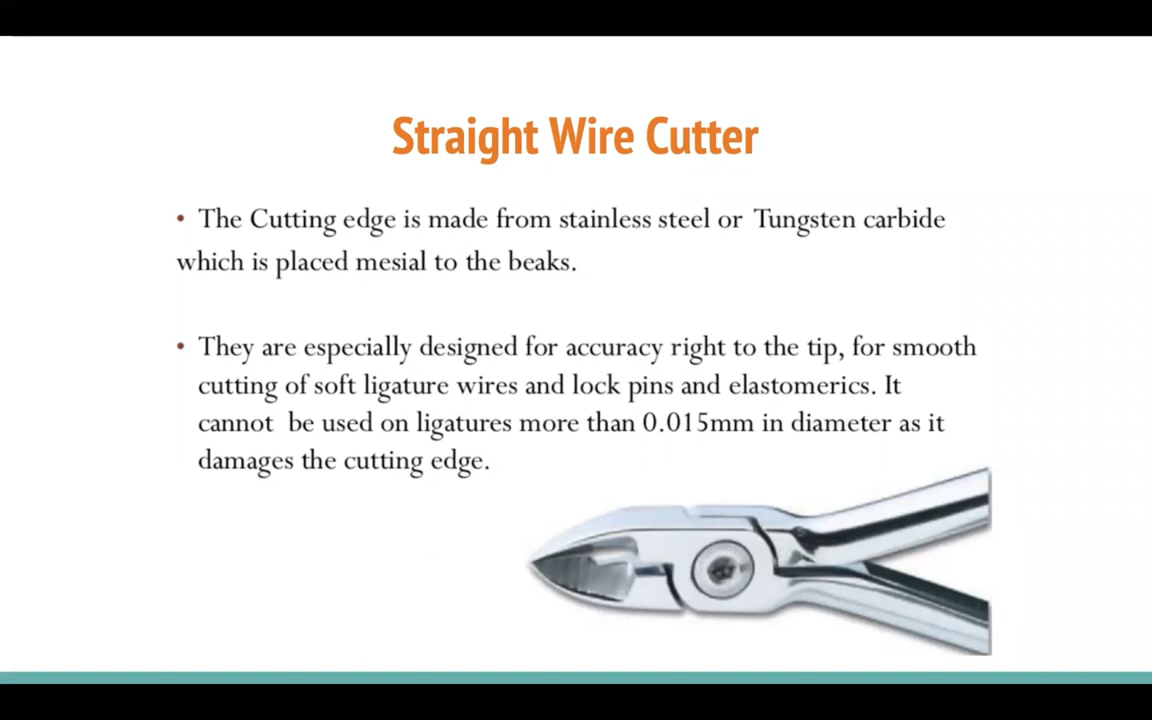 Straight Wire Cutter
• The Cutting edge is made from stainless steel or Tungsten carbide
which is placed mesial to the beaks.
• They are especially designed for accuracy right to the tip, for smooth
cutting of soft ligature wires and lock pins and elastomerics. It
cannot be used on ligatures more than 0.015mm in diameter as it
damages the cutting edge.